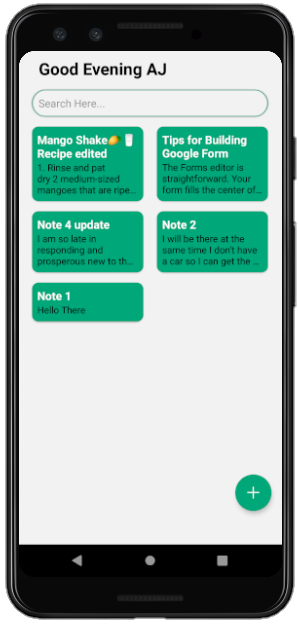 Good Evening AJ
Search Here...
Mango Shake🥭🥛
Recipe edited
1. Rinse and pat
dry 2 medium-sized
mangoes that are ripe...
Tips for Building
Google Form
The Forms editor is
straightforward. Your
form fills the center of...
Note 4 update
I am so late in
responding and
prosperous new to th...
Note 2
I will be there at the
same time I don't have
a car so I can get the ...
Note 1
Hello There